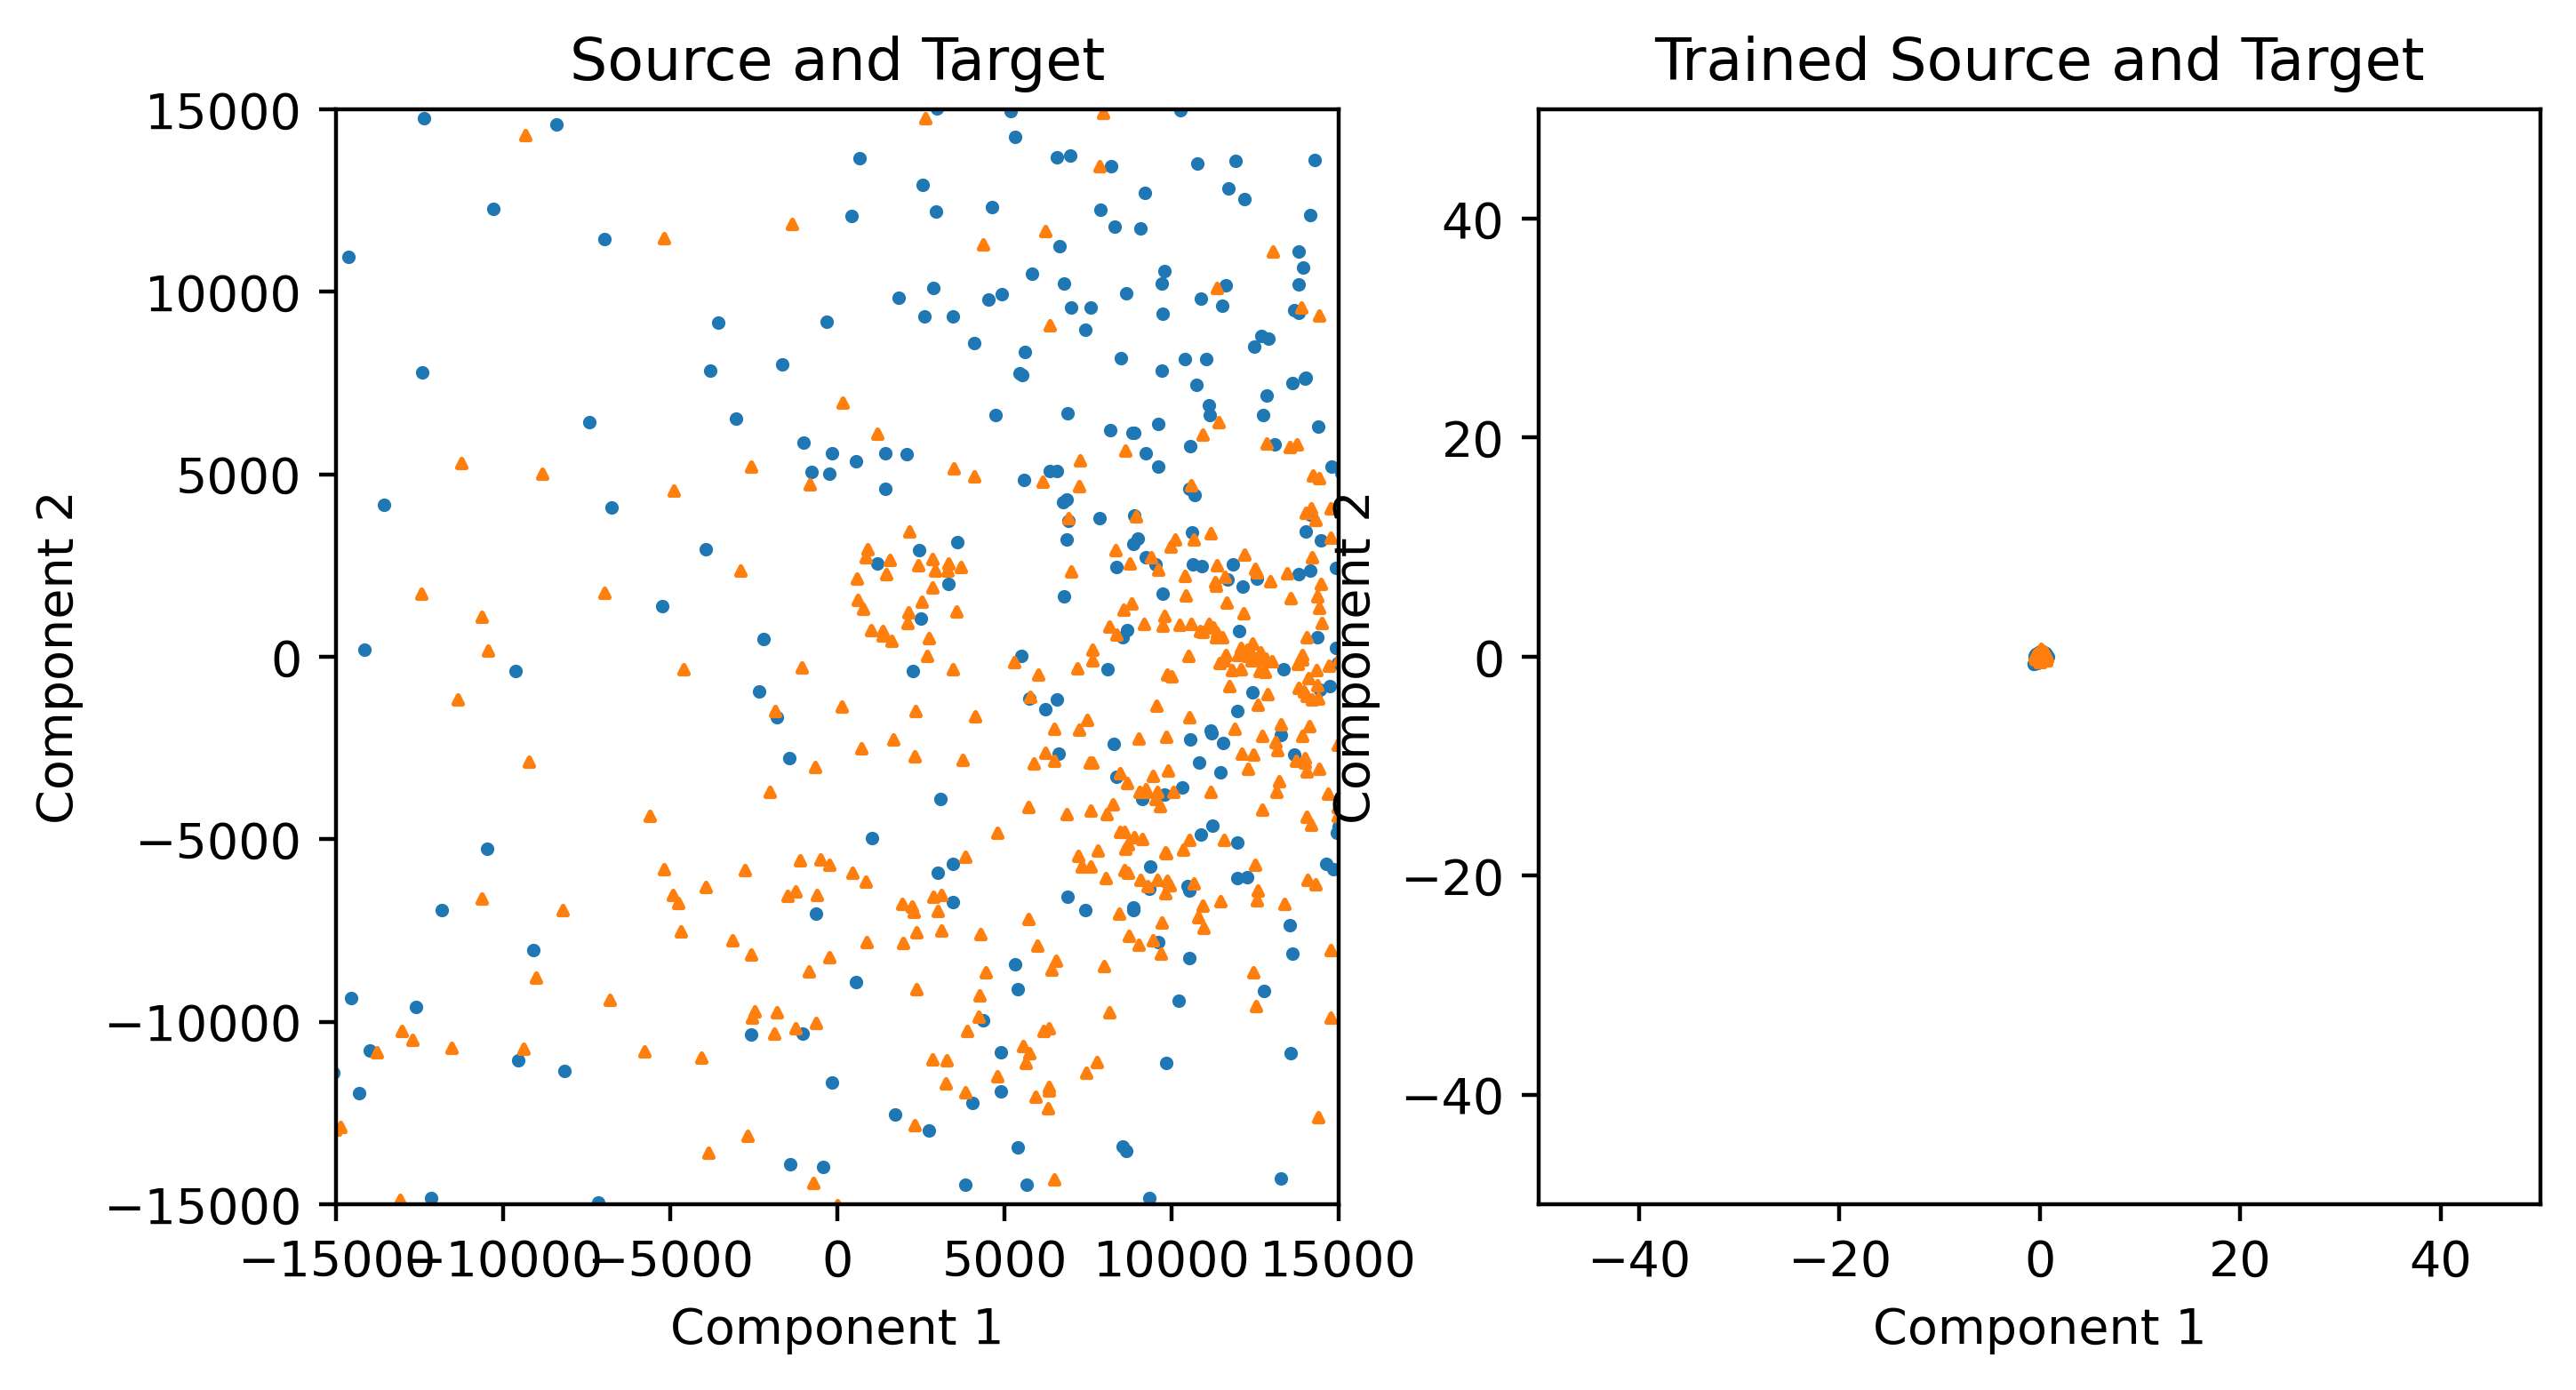 Source and Target
15000
10000
5000
0
−5000
−10000
−15000
Component 2
−15000 −10000 −5000 0 5000 10000 15000
Component 1
Trained Source and Target
40
20
0
−20
−40
Component 2
−40 −20 0 20 40
Component 1